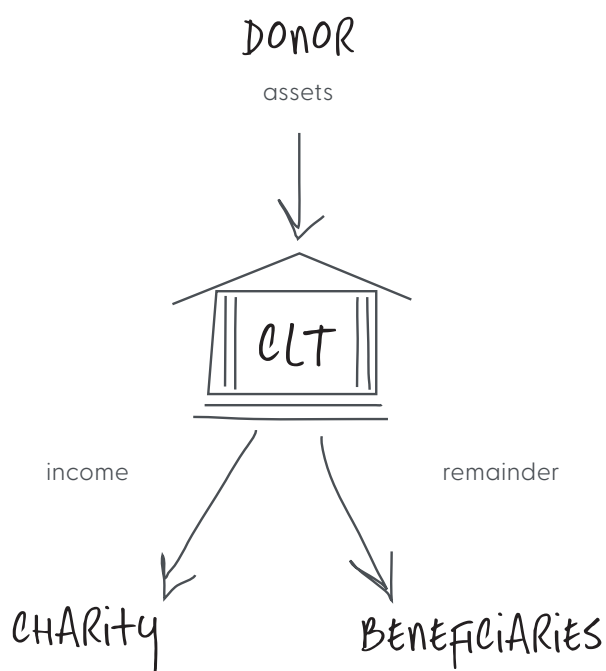 DONOR
assets
CLT
income
remainder
CHARITY
BENEFICIARIES